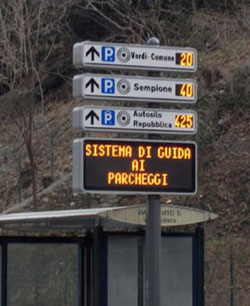 P Verdi-Comune 20
P Sempione 40
P Autosilo
Repubblica 425
SISTEMA DI GUIDA
AI
PARCHEGGI